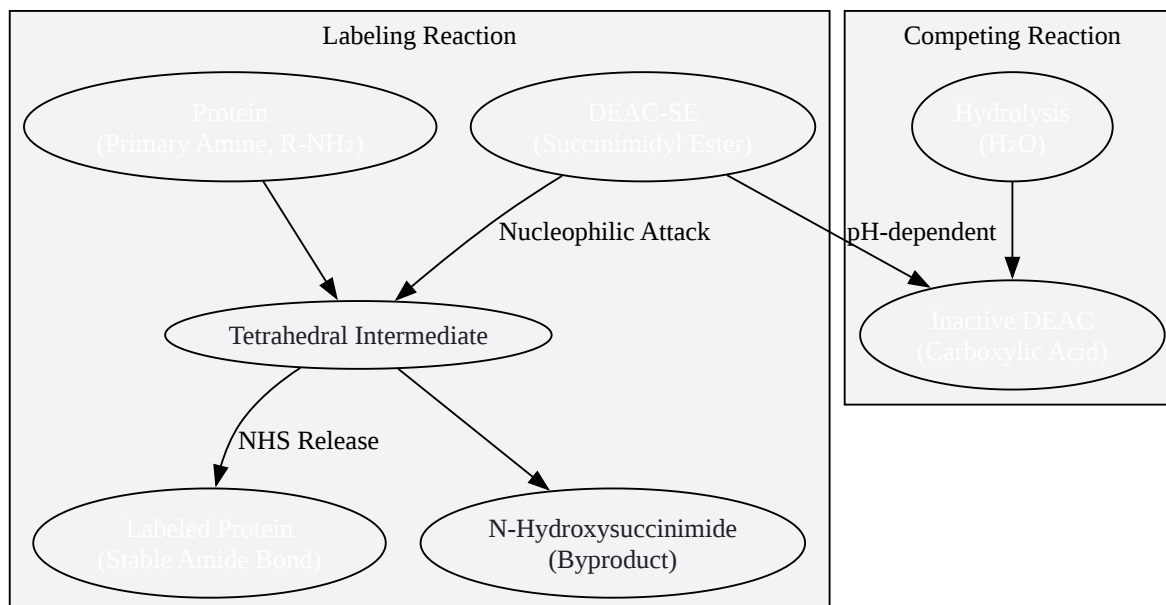 Labeling Reaction
Competing Reaction
Protein
(Primary Amine, R-NH₂)
DEAC-SE
(Succinimidyl Ester)
Hydrolysis
(H₂O)
Nucleophilic Attack
pH-dependent
Tetrahedral Intermediate
Inactive DEAC
(Carboxylic Acid)
NHS Release
Labeled Protein
(Stable Amide Bond)
N-Hydroxysuccinimide
(Byproduct)